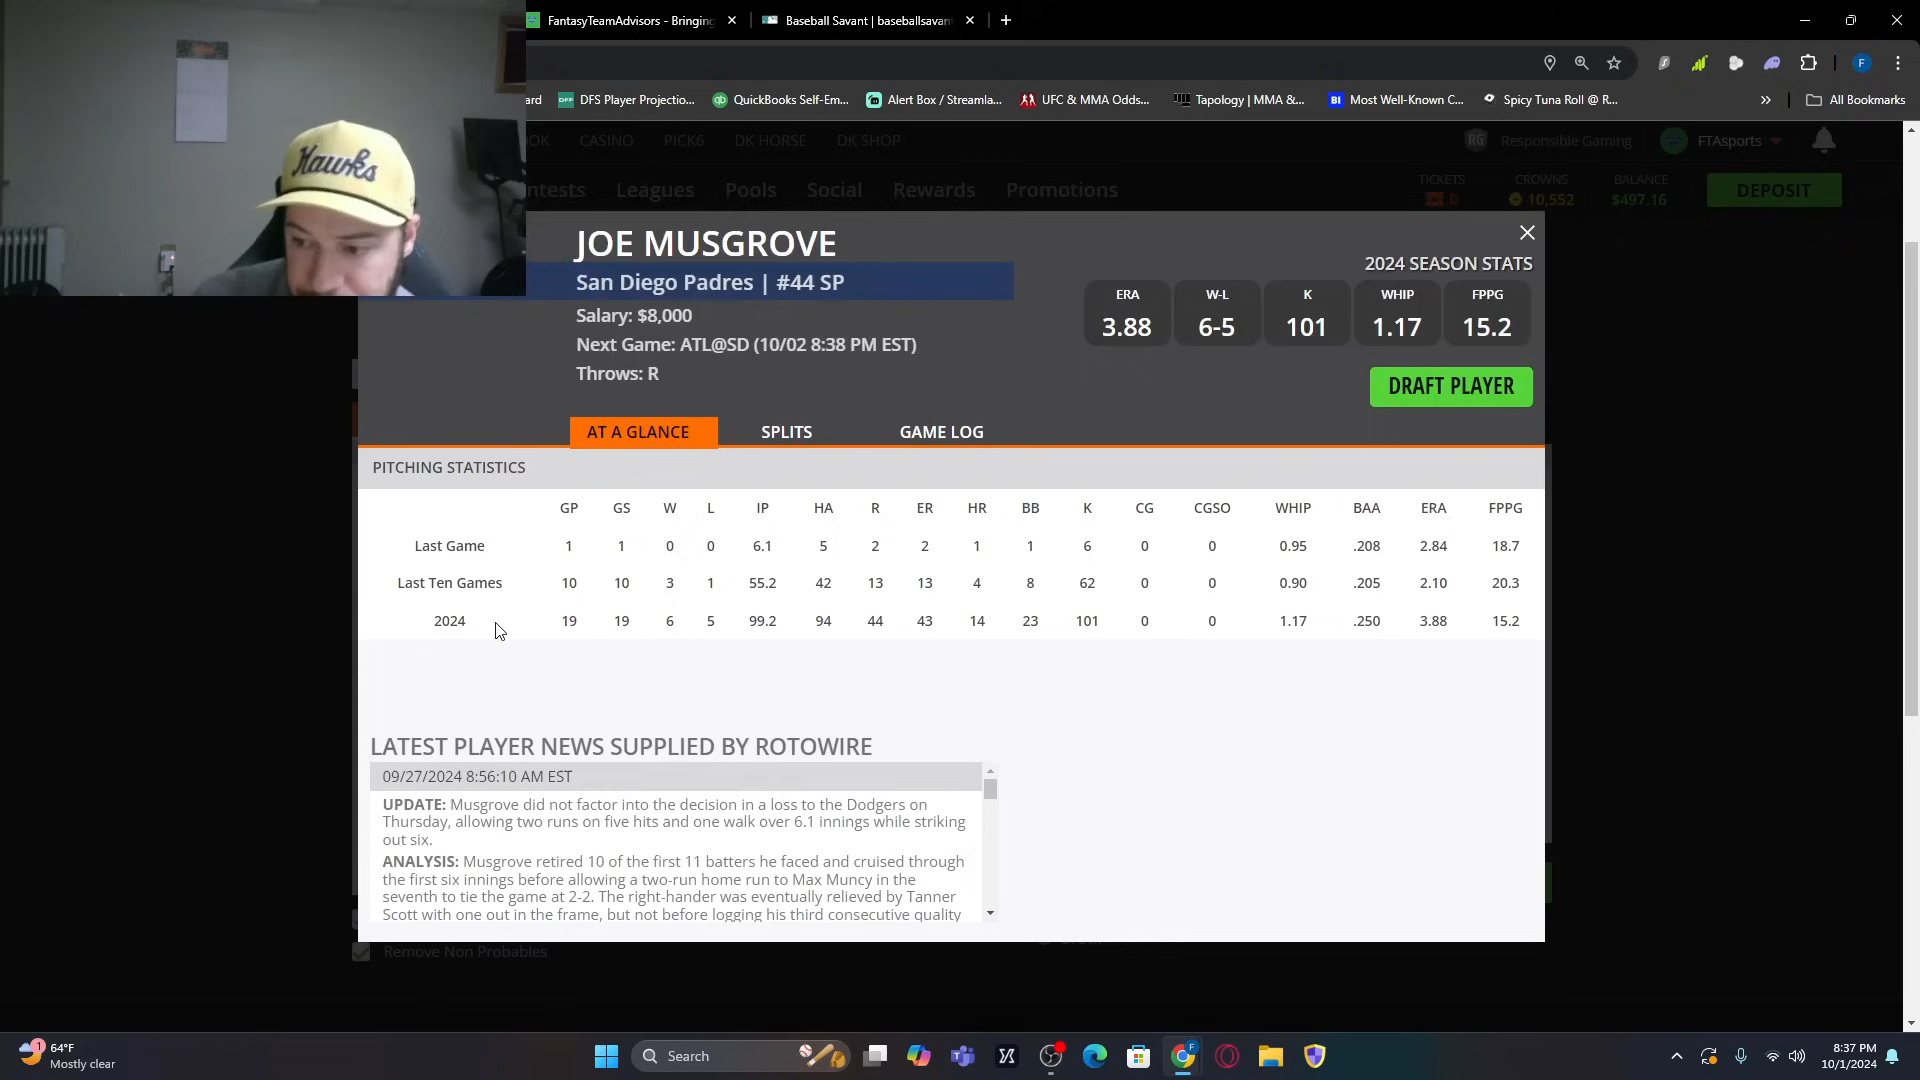 FantasyTeamAdvisors - Bringing
Baseball Savant | baseballsavan
ard
DFS Player Projectio...
QuickBooks Self-Em...
Alert Box / Streamla...
UFC & MMA Odds...
Tapology | MMA &...
BI Most Well-Known C...
Spicy Tuna Roll @ R...
» All Bookmarks
F
Hawks
OK CASINO PICK6 DK HORSE DK SHOP
RG Responsible Gaming
FTAsports
ntests Leagues Pools Social Rewards Promotions
TICKETS CROWNS BALANCE
0 10,552 $497.16
DEPOSIT
JOE MUSGROVE
San Diego Padres | #44 SP
Salary: $8,000
Next Game: ATL@SD (10/02 8:38 PM EST)
Throws: R
2024 SEASON STATS
ERA W-L K WHIP FPPG
3.88 6-5 101 1.17 15.2
DRAFT PLAYER
AT A GLANCE SPLITS GAME LOG
PITCHING STATISTICS
GP GS W L IP HA R ER HR BB K CG CGSO WHIP BAA ERA FPPG
Last Game 1 1 0 0 6.1 5 2 2 1 1 6 0 0 0.95 .208 2.84 18.7
Last Ten Games 10 10 3 1 55.2 42 13 13 4 8 62 0 0 0.90 .205 2.10 20.3
2024 19 19 6 5 99.2 94 44 43 14 23 101 0 0 1.17 .250 3.88 15.2
LATEST PLAYER NEWS SUPPLIED BY ROTOWIRE
09/27/2024 8:56:10 AM EST
UPDATE: Musgrove did not factor into the decision in a loss to the Dodgers on
Thursday, allowing two runs on five hits and one walk over 6.1 innings while striking
out six.
ANALYSIS: Musgrove retired 10 of the first 11 batters he faced and cruised through
the first six innings before allowing a two-run home run to Max Muncy in the
seventh to tie the game at 2-2. The right-hander was eventually relieved by Tanner
Scott with one out in the frame, but not before logging his third consecutive quality
Remove Non Probables
1
64°F
Mostly clear
Search
8:37 PM
10/1/2024